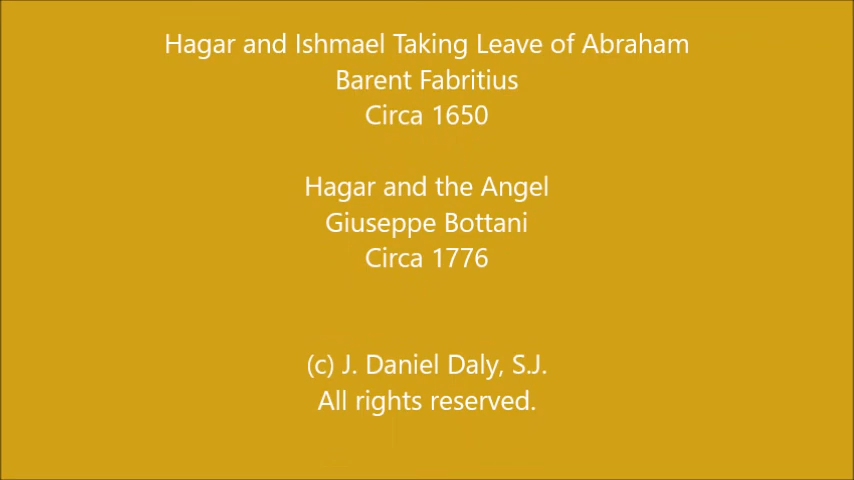 Hagar and Ishmael Taking Leave of Abraham
Barent Fabritius
Circa 1650
Hagar and the Angel
Giuseppe Bottani
Circa 1776
(c) J. Daniel Daly, S.J.
All rights reserved.